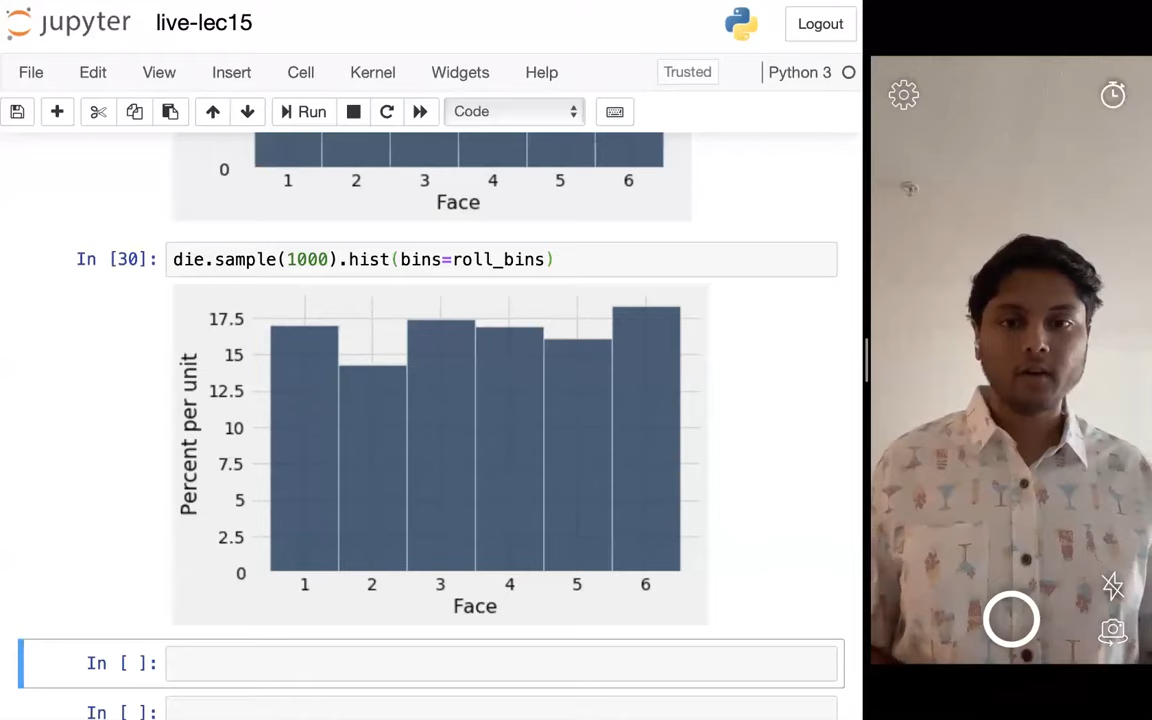 jupyter live-lec15 Logout
File Edit View Insert Cell Kernel Widgets Help Trusted Python 3
Run Code
0
1 2 3 4 5 6
Face
In [30]: die.sample(1000).hist(bins=roll_bins)
17.5
15
12.5
10
7.5
5
2.5
0
Percent per unit
1 2 3 4 5 6
Face
In [ ]:
In [ ]: